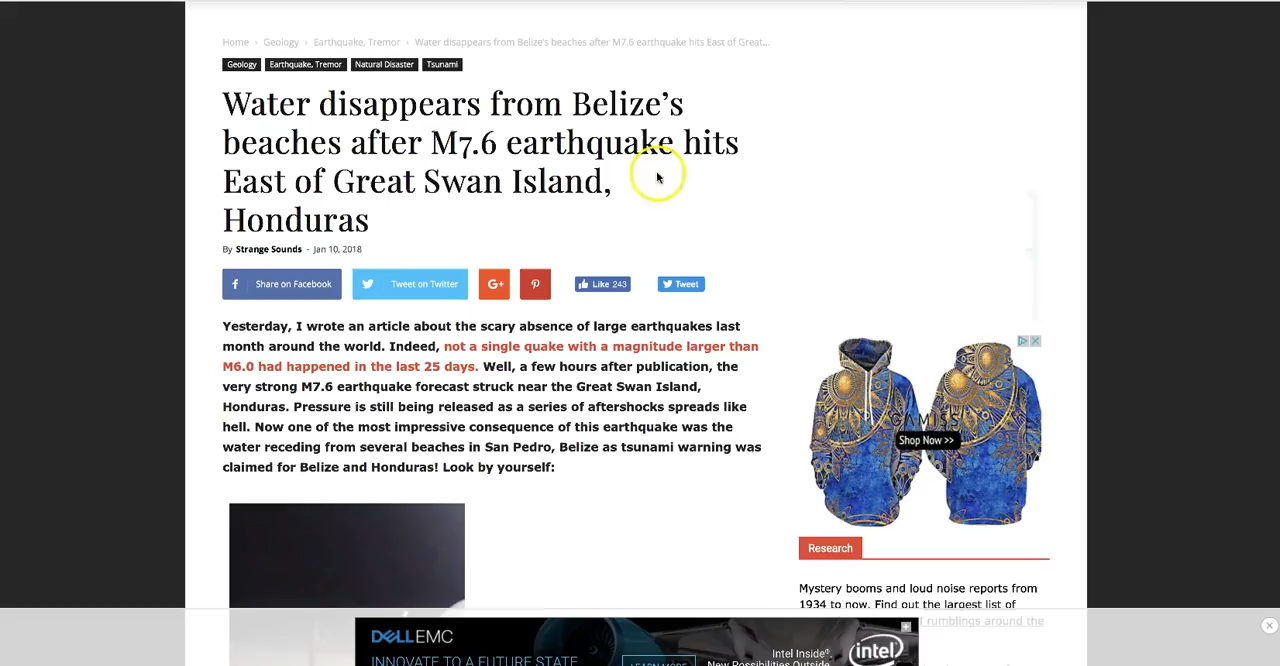 Home › Geology › Earthquake, Tremor › Water disappears from Belize's beaches after M7.6 earthquake hits East of Great...
Geology Earthquake, Tremor Natural Disaster Tsunami
Water disappears from Belize's
beaches after M7.6 earthquake hits
East of Great Swan Island,
Honduras
By Strange Sounds - Jan 10, 2018
f Share on Facebook Tweet on Twitter G+ Like 243 Tweet
Yesterday, I wrote an article about the scary absence of large earthquakes last
month around the world. Indeed, not a single quake with a magnitude larger than
M6.0 had happened in the last 25 days. Well, a few hours after publication, the
very strong M7.6 earthquake forecast struck near the Great Swan Island,
Honduras. Pressure is still being released as a series of aftershocks spreads like
hell. Now one of the most impressive consequence of this earthquake was the
water receding from several beaches in San Pedro, Belize as tsunami warning was
claimed for Belize and Honduras! Look by yourself:
GAMISS
Shop Now >>
Research
Mystery booms and loud noise reports from
1934 to now. Find out the largest list of
rumblings around the
DELLEMC
INNOVATE TO A FUTURE STATE
LEARN MORE
Intel Inside®.
New Possibilities Outside.
intel